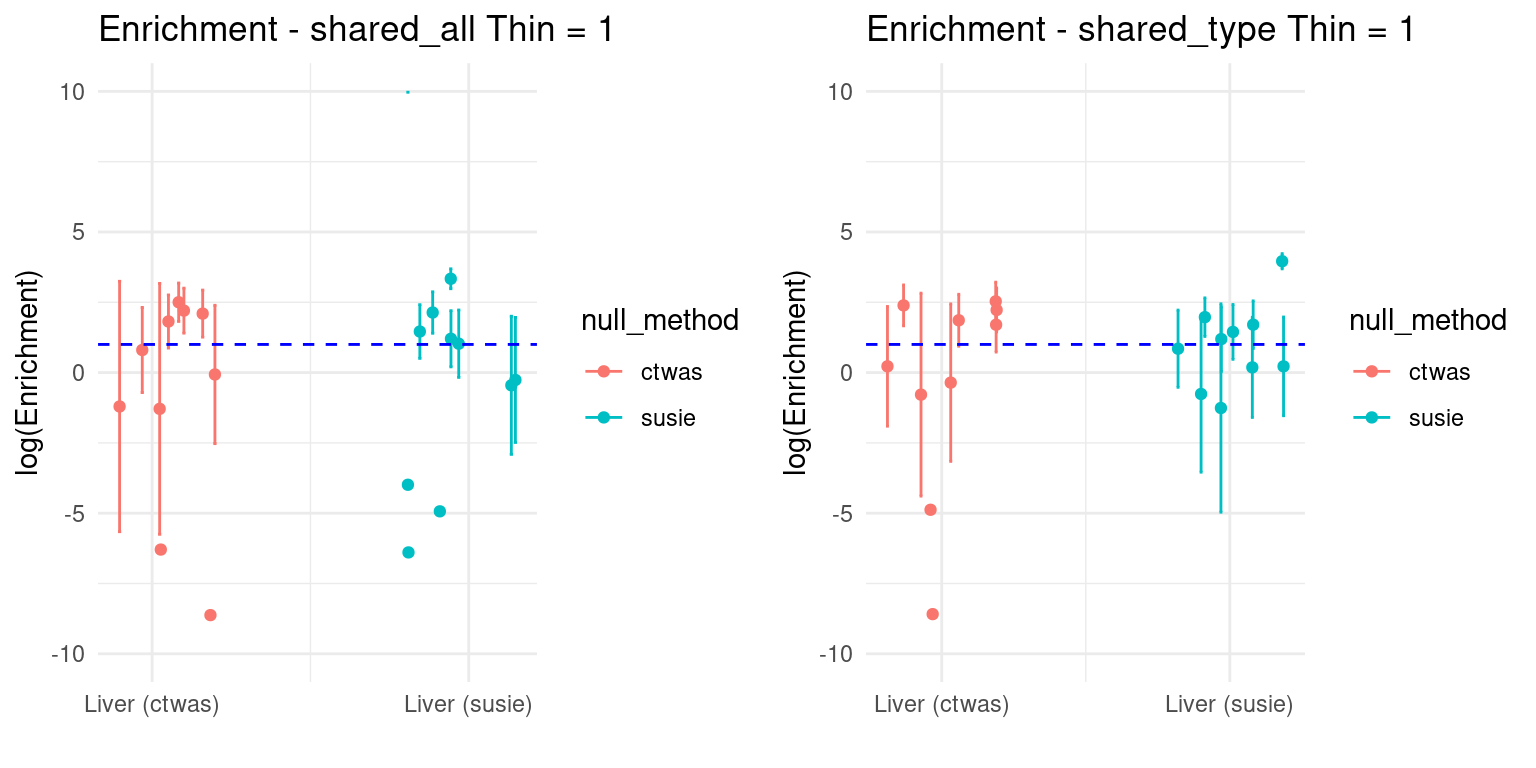 Enrichment - shared_all Thin = 1
log(Enrichment)
10
5
0
-5
-10
Liver (ctwas)
Liver (susie)
null_method
ctwas
susie
Enrichment - shared_type Thin = 1
log(Enrichment)
10
5
0
-5
-10
Liver (ctwas)
Liver (susie)
null_method
ctwas
susie